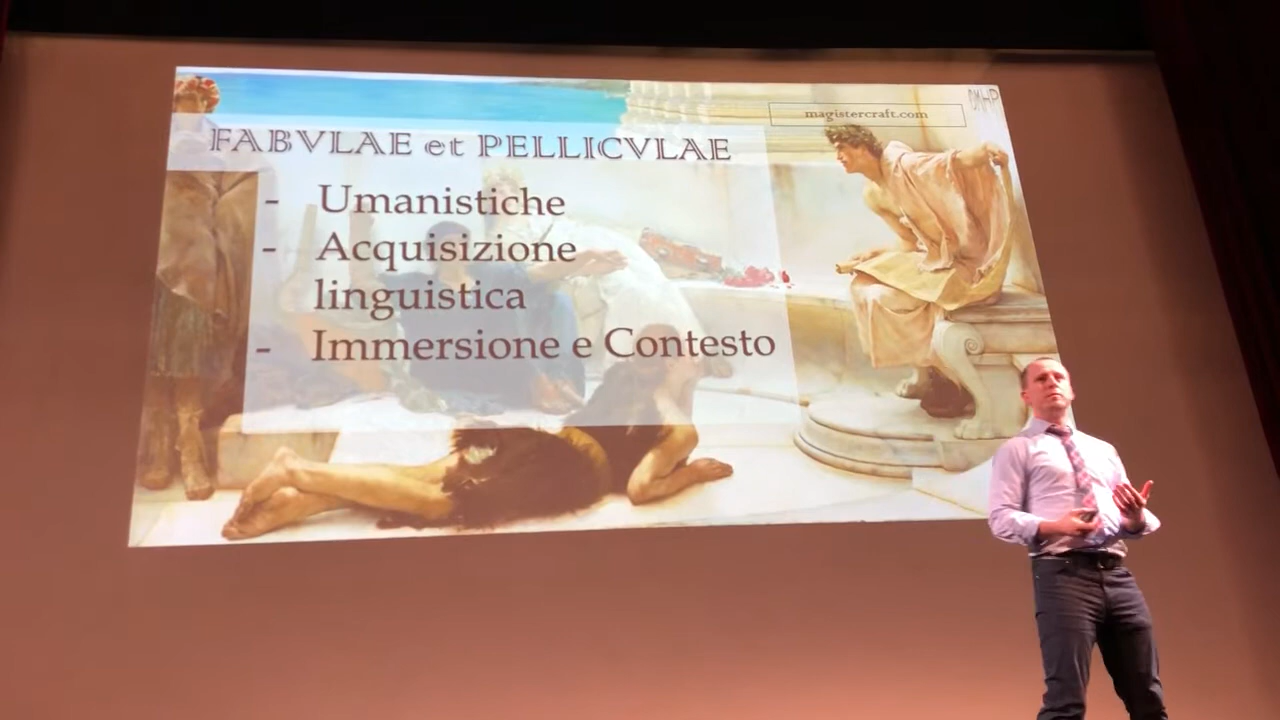 magistercraft.com
FABVLAE et PELLICVLAE
- Umanistiche
- Acquisizione
linguistica
- Immersione e Contesto